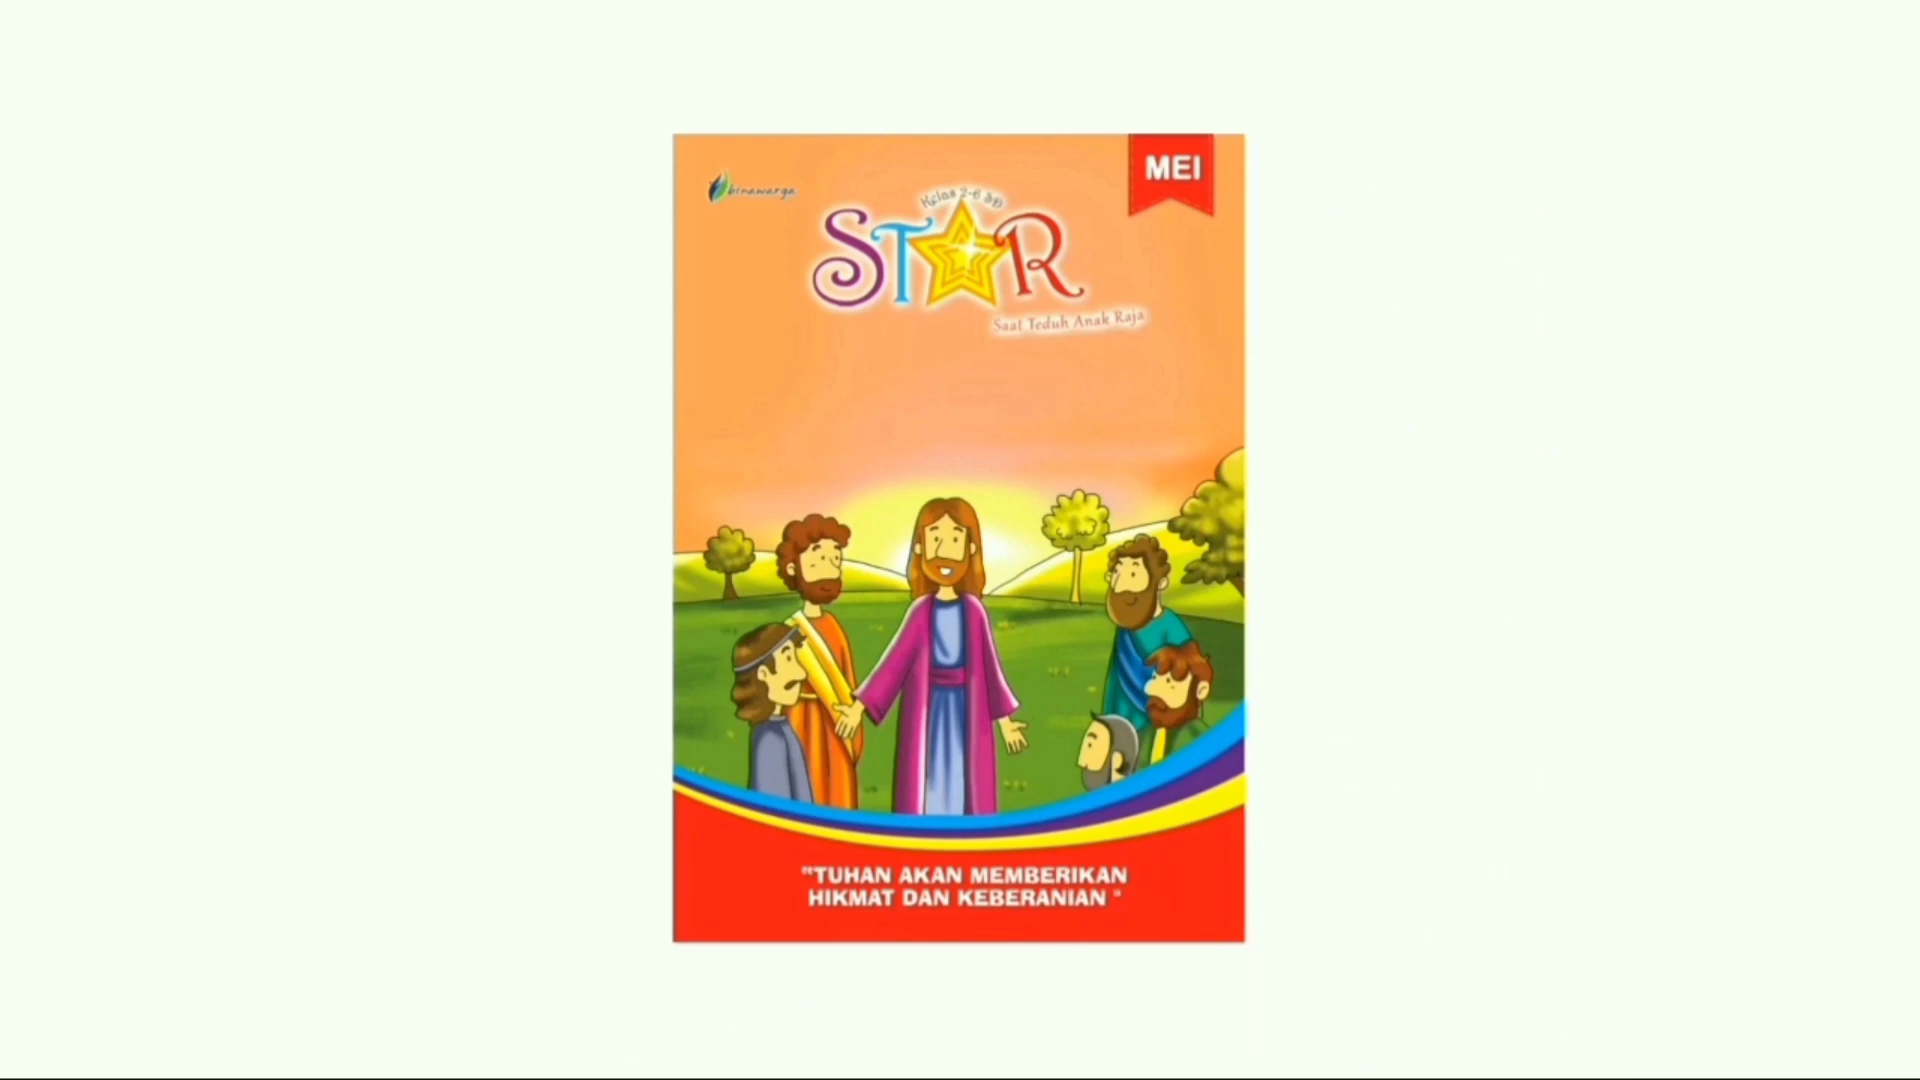 MEI
binawarga
Kelas 2-6 SD
STAR
Saat Teduh Anak Raja
"TUHAN AKAN MEMBERIKAN
HIKMAT DAN KEBERANIAN "